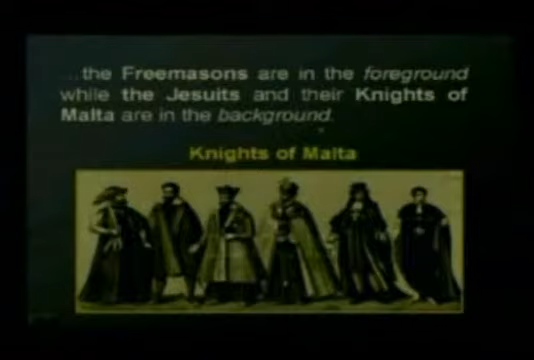 ...the Freemasons are in the foreground
while the Jesuits and their Knights of
Malta are in the background.
Knights of Malta